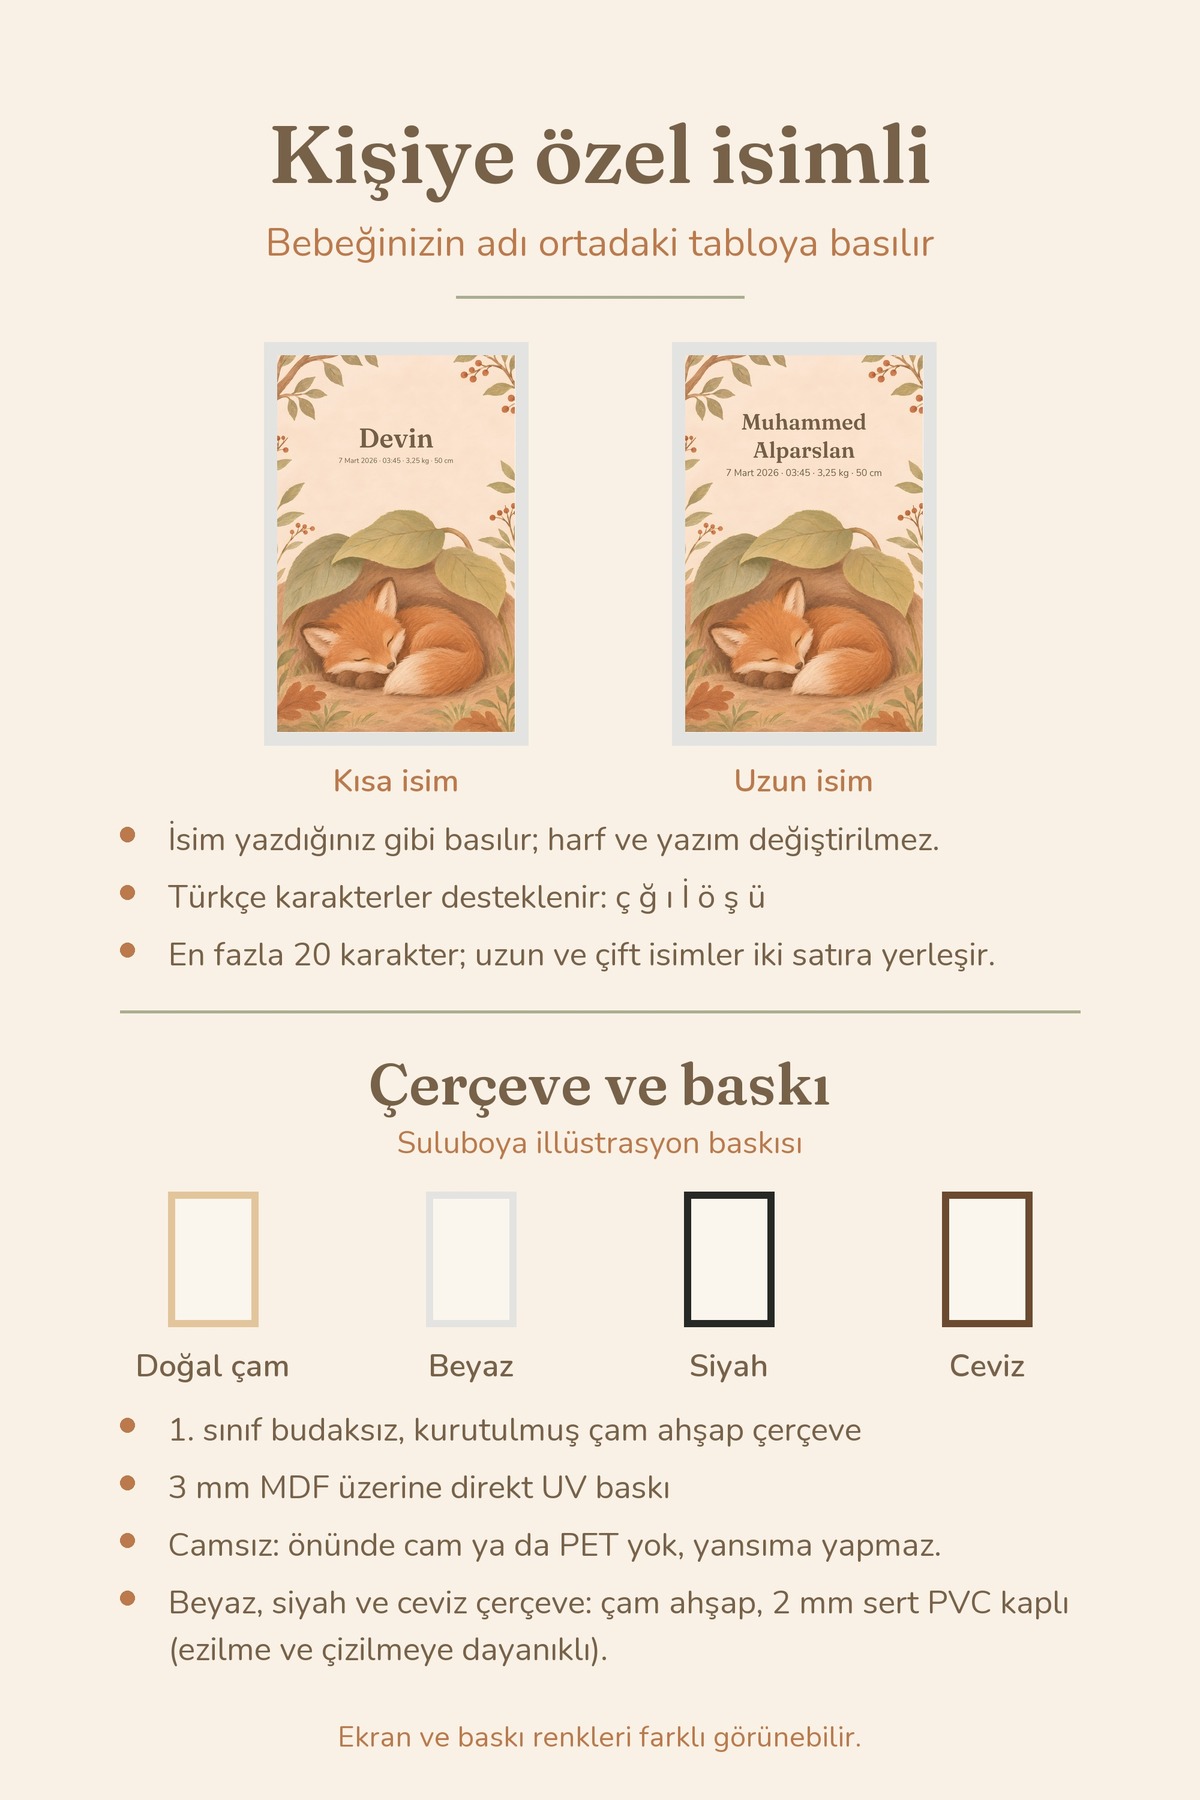 Kişiye özel isimli
Bebeğinizin adı ortadaki tabloya basılır
Devin
7 Mart 2026 · 03:45 · 3,25 kg · 50 cm
Muhammed
Alparslan
7 Mart 2026 · 03:45 · 3,25 kg · 50 cm
Kısa isim
Uzun isim
İsim yazdığınız gibi basılır; harf ve yazım değiştirilmez.
Türkçe karakterler desteklenir: ç ğ ı İ ö ş ü
En fazla 20 karakter; uzun ve çift isimler iki satıra yerleşir.
Çerçeve ve baskı
Suluboya illüstrasyon baskısı
Doğal çam
Beyaz
Siyah
Ceviz
1. sınıf budaksız, kurutulmuş çam ahşap çerçeve
3 mm MDF üzerine direkt UV baskı
Camsız: önünde cam ya da PET yok, yansıma yapmaz.
Beyaz, siyah ve ceviz çerçeve: çam ahşap, 2 mm sert PVC kaplı
(ezilme ve çizilmeye dayanıklı).
Ekran ve baskı renkleri farklı görünebilir.